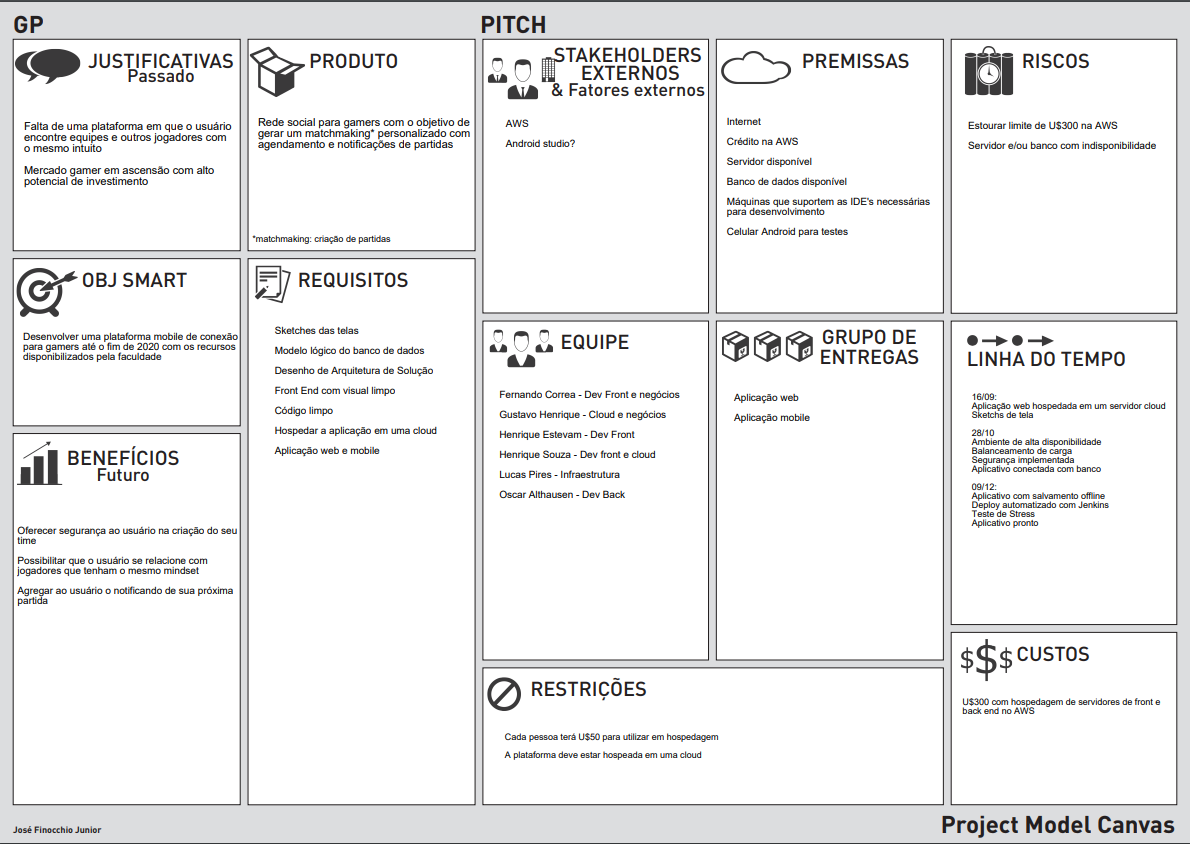 GP
PITCH
JUSTIFICATIVAS
Passado
Falta de uma plataforma em que o usuário
encontre equipes e outros jogadores com
o mesmo intuito
Mercado gamer em ascensão com alto
potencial de investimento
PRODUTO
Rede social para gamers com o objetivo de
gerar um matchmaking* personalizado com
agendamento e notificações de partidas
*matchmaking: criação de partidas
STAKEHOLDERS
EXTERNOS
& Fatores externos
AWS
Android studio?
PREMISSAS
Internet
Crédito na AWS
Servidor disponível
Banco de dados disponível
Máquinas que suportem as IDE's necessárias
para desenvolvimento
Celular Android para testes
RISCOS
Estourar limite de U$300 na AWS
Servidor e/ou banco com indisponibilidade
OBJ SMART
Desenvolver uma plataforma mobile de conexão
para gamers até o fim de 2020 com os recursos
disponibilizados pela faculdade
REQUISITOS
Sketches das telas
Modelo lógico do banco de dados
Desenho de Arquitetura de Solução
Front End com visual limpo
Código limpo
Hospedar a aplicação em uma cloud
Aplicação web e mobile
EQUIPE
Fernando Correa - Dev Front e negócios
Gustavo Henrique - Cloud e negócios
Henrique Estevam - Dev Front
Henrique Souza - Dev front e cloud
Lucas Pires - Infraestrutura
Oscar Althausen - Dev Back
GRUPO DE
ENTREGAS
Aplicação web
Aplicação mobile
LINHA DO TEMPO
16/09:
Aplicação web hospedada em um servidor cloud
Sketchs de tela
28/10
Ambiente de alta disponibilidade
Balanceamento de carga
Segurança implementada
Aplicativo conectada com banco
09/12:
Aplicativo com salvamento offline
Deploy automatizado com Jenkins
Teste de Stress
Aplicativo pronto
BENEFÍCIOS
Futuro
Oferecer segurança ao usuário na criação do seu
time
Possibilitar que o usuário se relacione com
jogadores que tenham o mesmo mindset
Agregar ao usuário o notificando de sua próxima
partida
RESTRIÇÕES
Cada pessoa terá U$50 para utilizar em hospedagem
A plataforma deve estar hospeada em uma cloud
$$$ CUSTOS
U$300 com hospedagem de servidores de front e
back end no AWS
José Finocchio Junior
Project Model Canvas